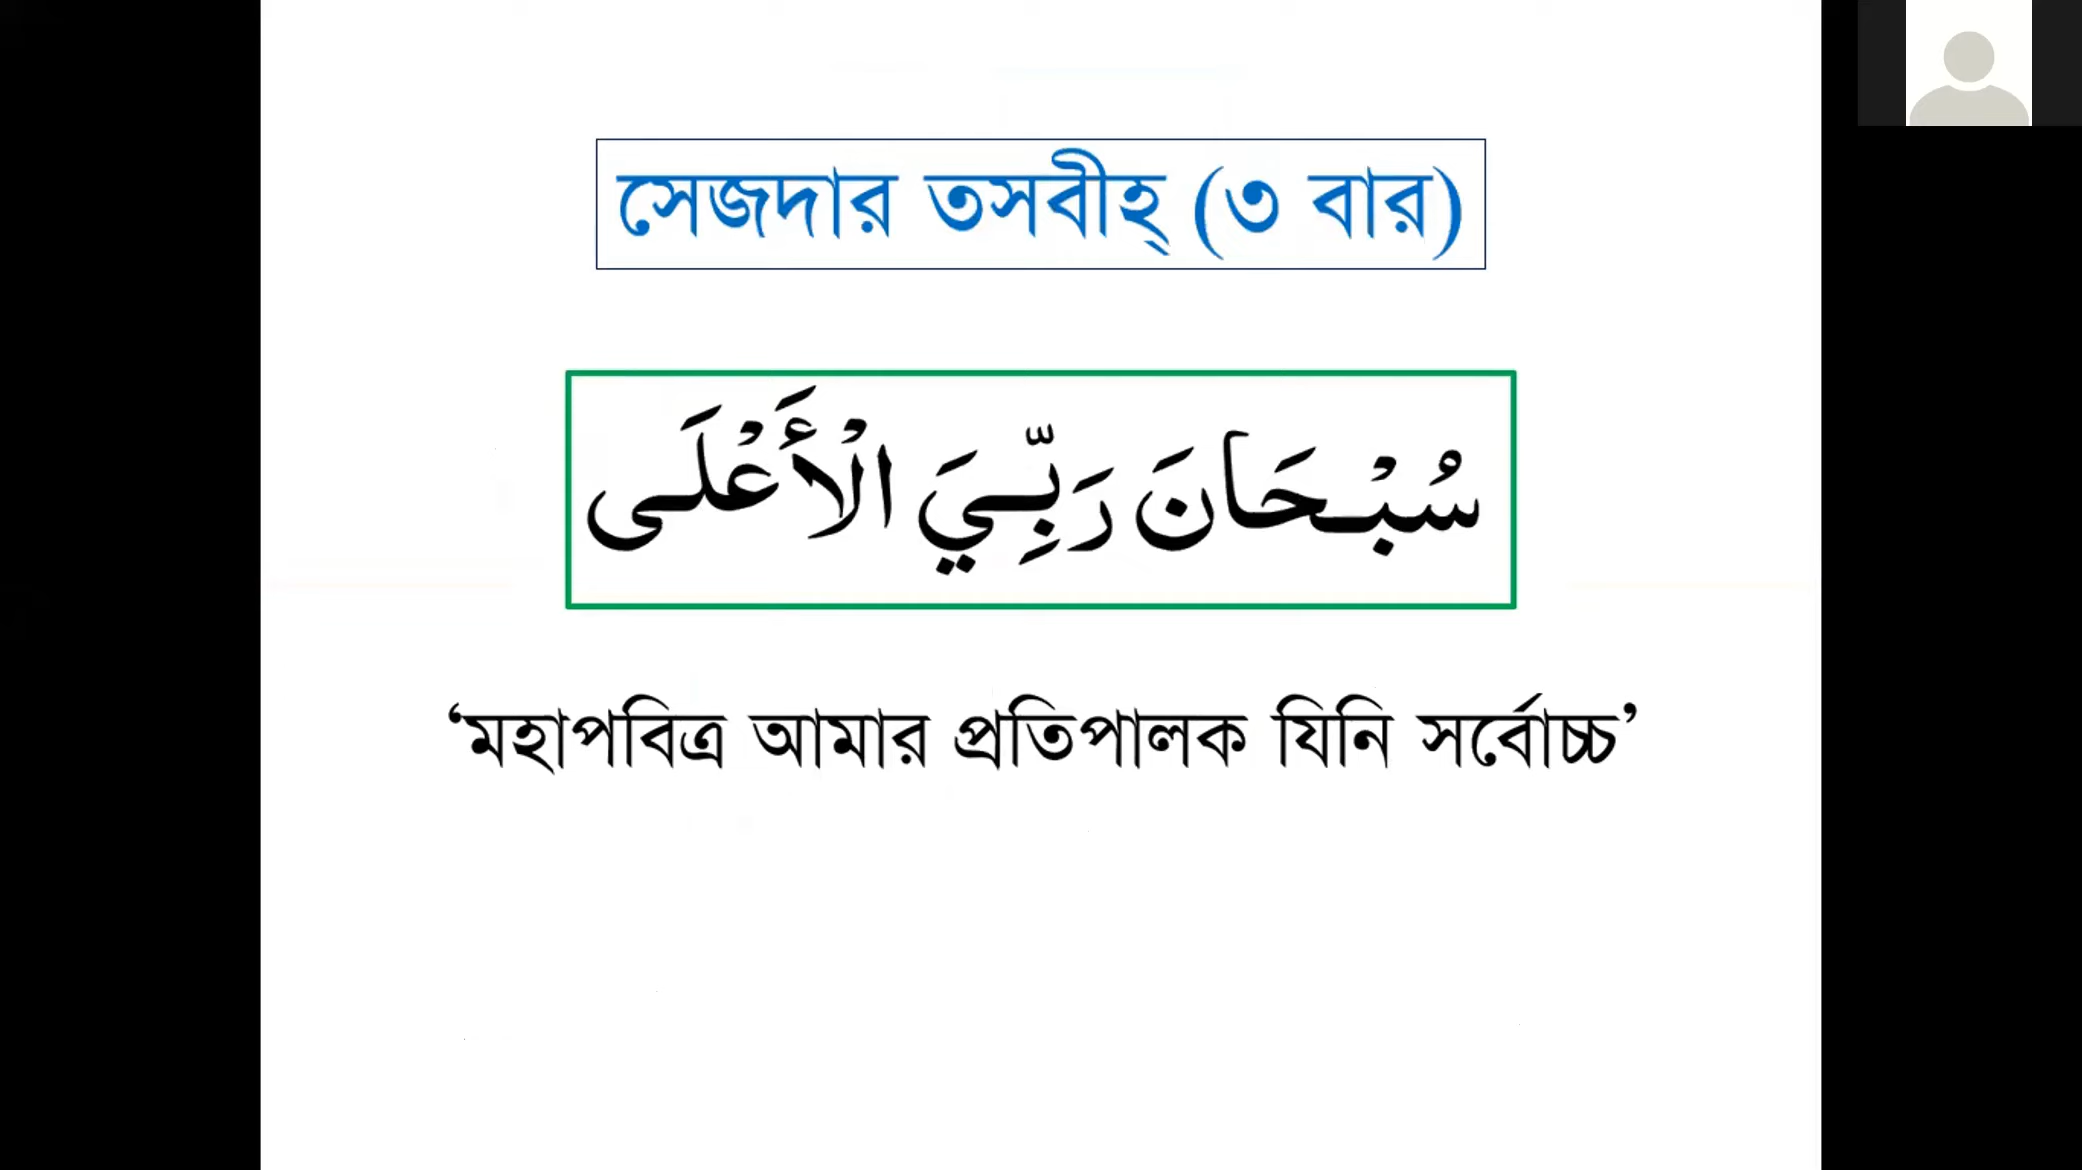 সেজদার তসবীহ্ (৩ বার)
سُبْحَانَ رَبِّيَ الْأَعْلَى
‘মহাপবিত্র আমার প্রতিপালক যিনি সর্বোচ্চ’